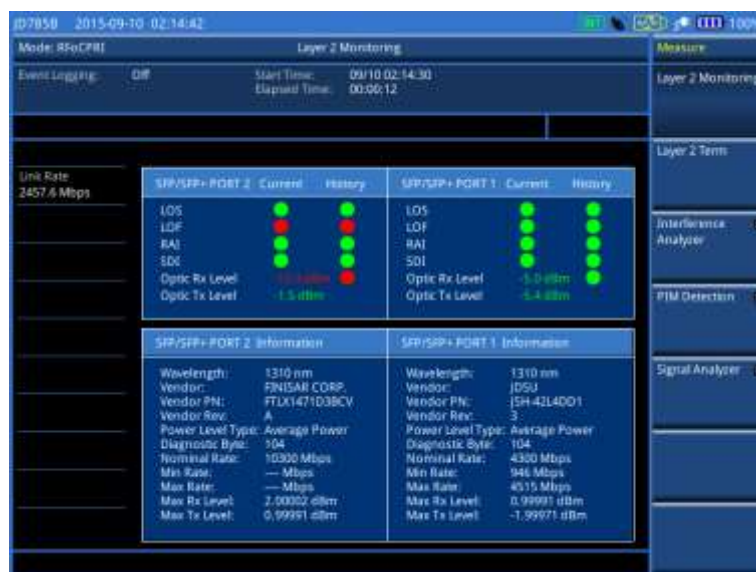 JD785B 2015-09-10 02:14:42 INT 100%
Mode: RFoCPRI Layer 2 Monitoring
Measure
Event Logging: Off Start Time: 09/10 02:14:30
Elapsed Time: 00:00:12
Layer 2 Monitoring
Layer 2 Term
Link Rate
2457.6 Mbps
SFP/SFP+ PORT 2 Current History SFP/SFP+ PORT 1 Current History
LOS LOS
LOF LOF
RAI RAI
SDI SDI
Optic Rx Level Optic Rx Level -5.0 dBm
Optic Tx Level -1.5 dBm Optic Tx Level -5.4 dBm
Interference
Analyzer
PIM Detection
SFP/SFP+ PORT 2 Information SFP/SFP+ PORT 1 Information
Wavelength: 1310 nm Wavelength: 1310 nm
Vendor: FINISAR CORP. Vendor: JDSU
Vendor PN: FTLX1471D3BCV Vendor PN: JSH-42L4DD1
Vendor Rev: A Vendor Rev: 3
Power Level Type: Average Power Power Level Type: Average Power
Diagnostic Byte: 104 Diagnostic Byte: 104
Nominal Rate: 10300 Mbps Nominal Rate: 4300 Mbps
Min Rate: --- Mbps Min Rate: 946 Mbps
Max Rate: --- Mbps Max Rate: 4515 Mbps
Max Rx Level: 2.00002 dBm Max Rx Level: 0.99991 dBm
Max Tx Level: 0.99991 dBm Max Tx Level: -1.99971 dBm
Signal Analyzer